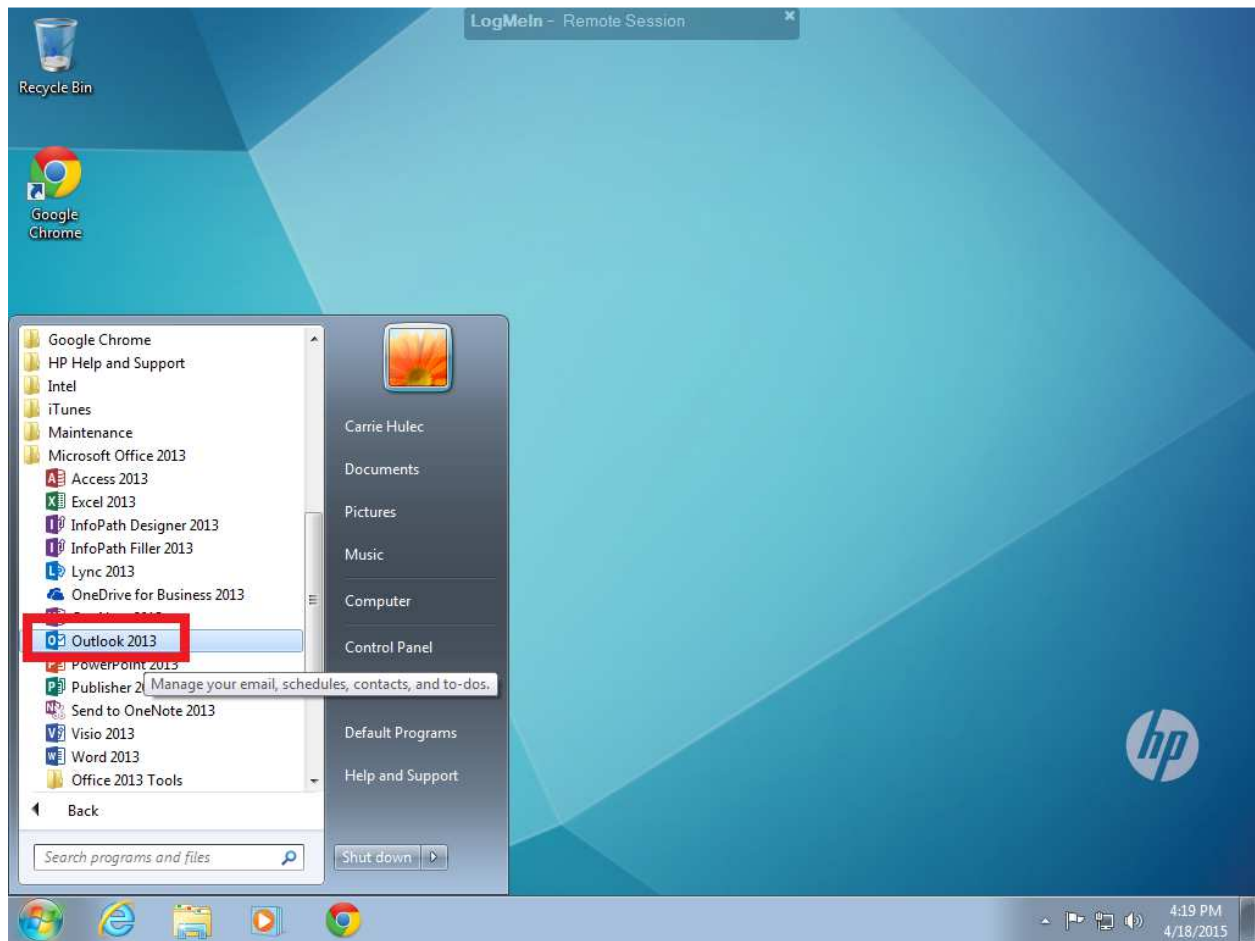 LogMeIn - Remote Session
Recycle Bin
Google
Chrome
Google Chrome
HP Help and Support
Intel
iTunes
Maintenance
Microsoft Office 2013
Access 2013
Excel 2013
InfoPath Designer 2013
InfoPath Filler 2013
Lync 2013
OneDrive for Business 2013
Outlook 2013
PowerPoint 2013
Publisher
Manage your email, schedules, contacts, and to-dos.
Send to OneNote 2013
Visio 2013
Word 2013
Office 2013 Tools
Back
Search programs and files
Carrie Hulec
Documents
Pictures
Music
Computer
Control Panel
Default Programs
Help and Support
Shut down
hp
4:19 PM
4/18/2015